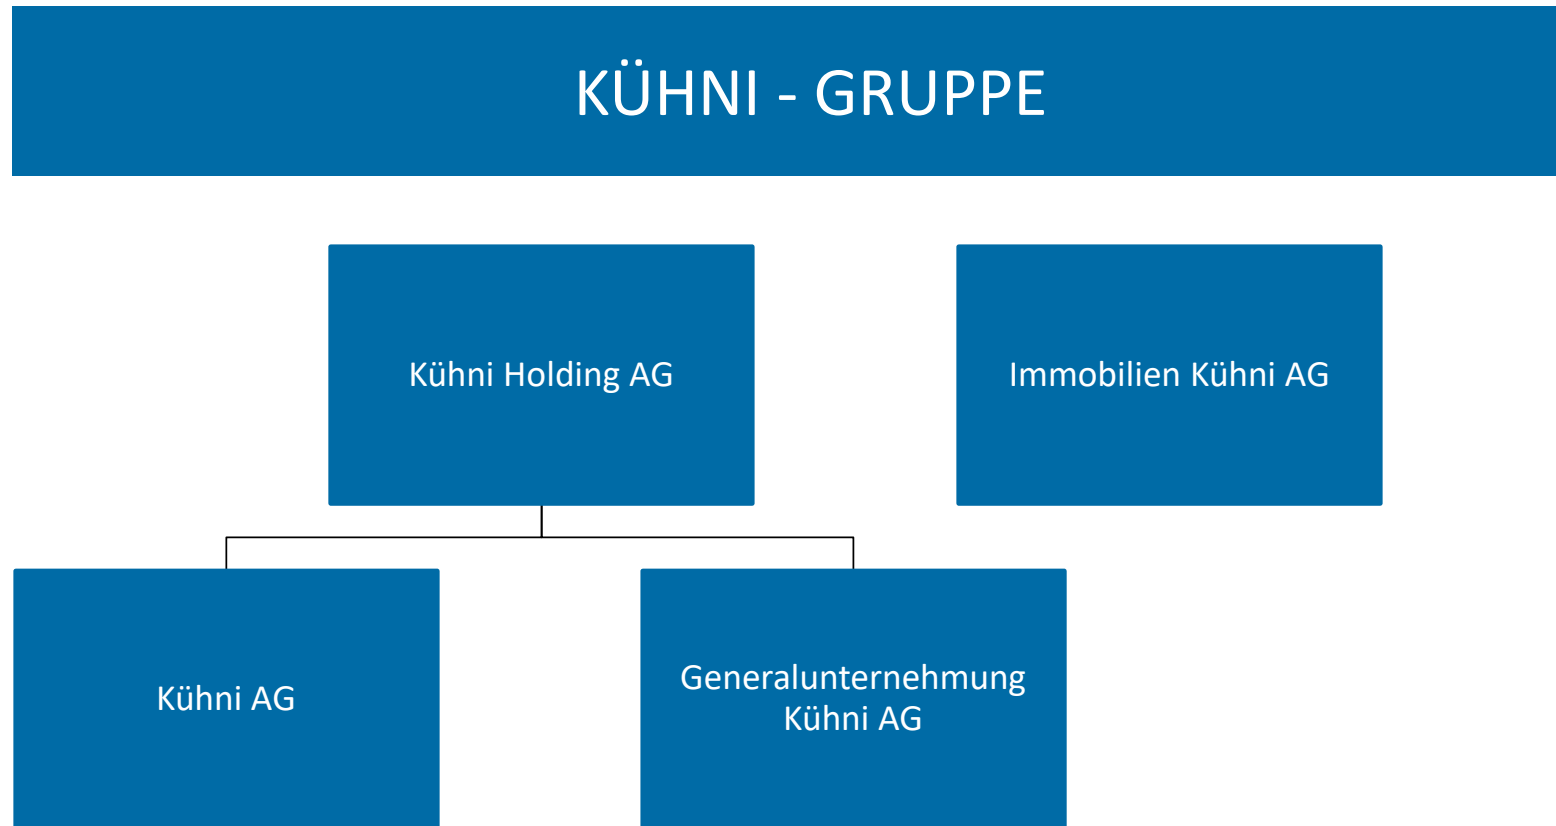 KÜHNI - GRUPPE
Kühni Holding AG
Immobilien Kühni AG
Kühni AG
Generalunternehmung
Kühni AG